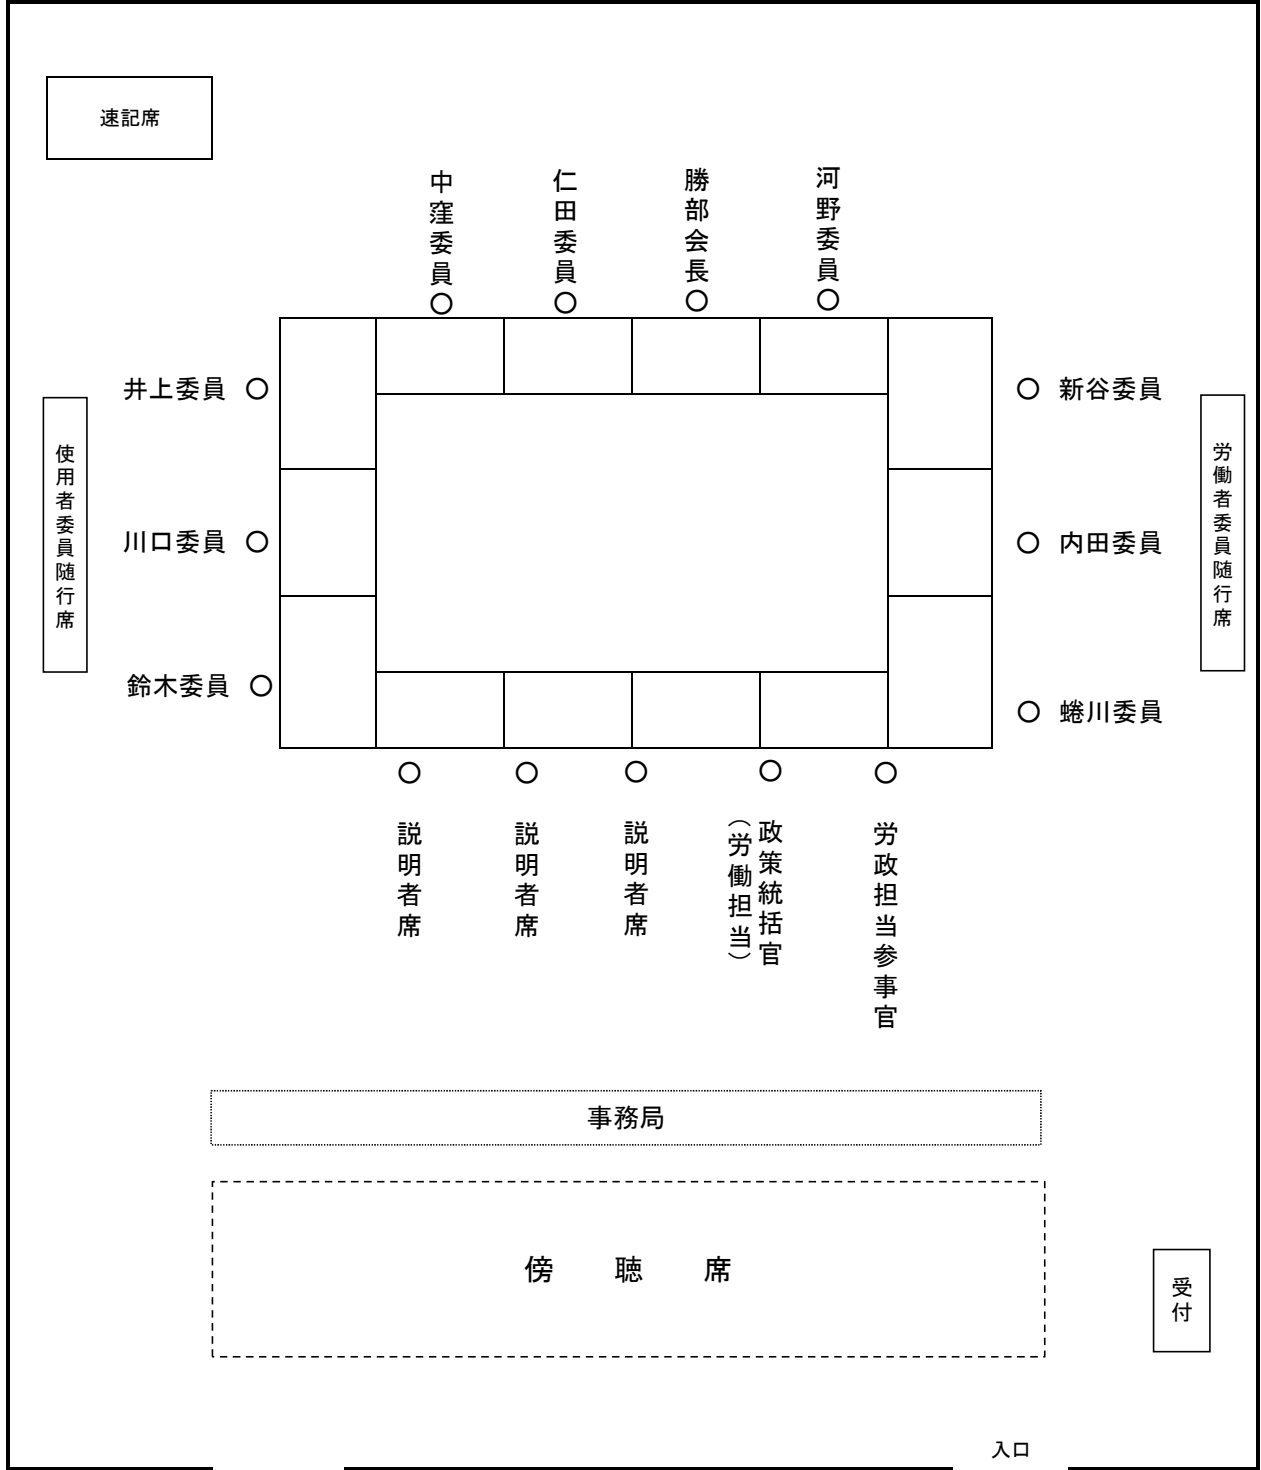 速記席
中窪委員
仁田委員
勝部会長
河野委員
井上委員
川口委員
鈴木委員
新谷委員
内田委員
蜷川委員
使用者委員随行席
労働者委員随行席
説明者席
説明者席
説明者席
政策統括官
（労働担当）
労政担当参事官
事務局
傍　聴　席
受付
入口